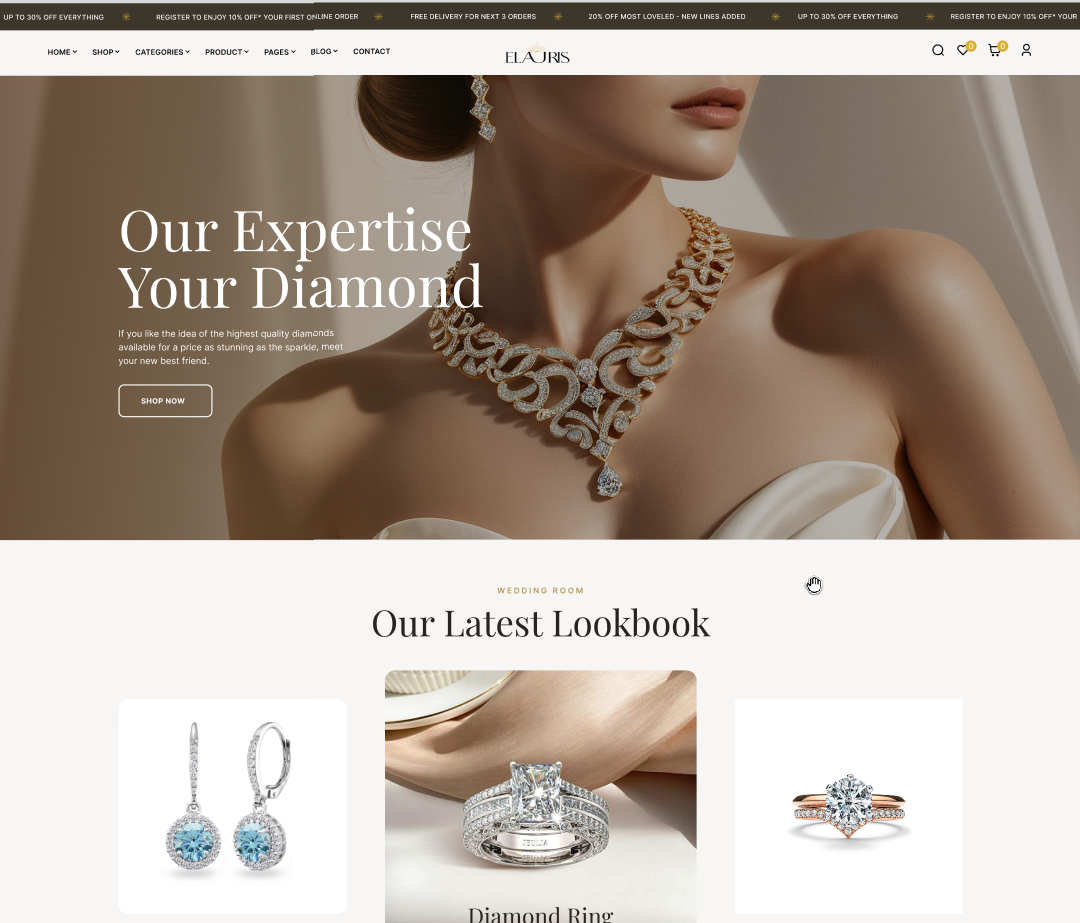 UP TO 30% OFF EVERYTHING REGISTER TO ENJOY 10% OFF* YOUR FIRST ONLINE ORDER FREE DELIVERY FOR NEXT 3 ORDERS 20% OFF MOST LOVELED - NEW LINES ADDED UP TO 30% OFF EVERYTHING REGISTER TO ENJOY 10% OFF* YOUR
HOME SHOP CATEGORIES PRODUCT PAGES BLOG CONTACT ELAURIS 0 0
Our Expertise
Your Diamond
If you like the idea of the highest quality diamonds
available for a price as stunning as the sparkle, meet
your new best friend.
SHOP NOW
WEDDING ROOM
Our Latest Lookbook
JEULIA
Diamond Ring